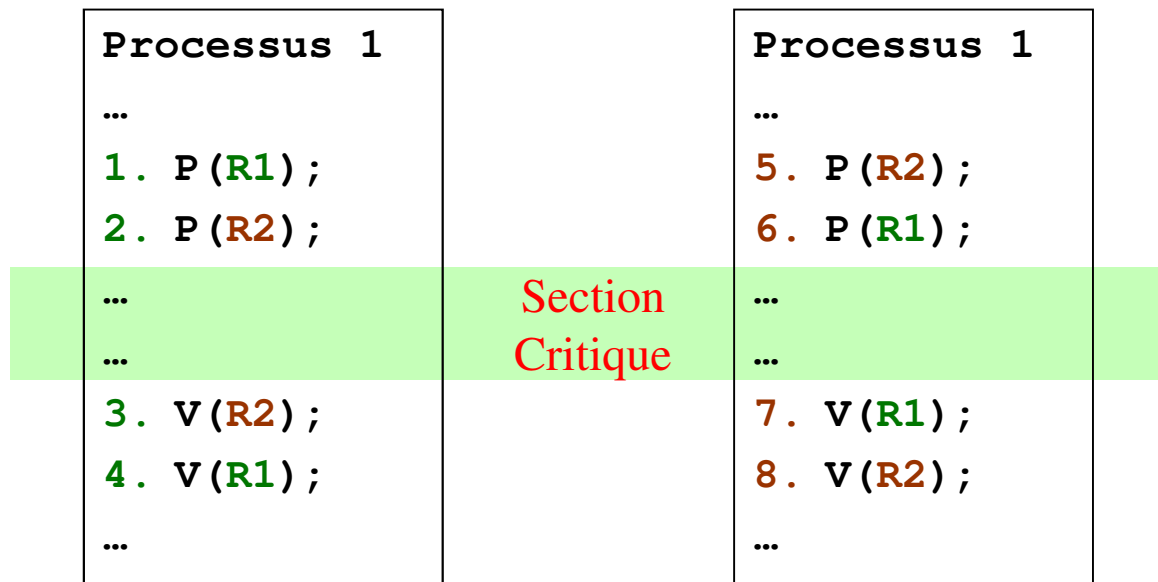 Processus 1
…
1. P(R1);
2. P(R2);
…
…
3. V(R2);
4. V(R1);
…
Section
Critique
Processus 1
…
5. P(R2);
6. P(R1);
…
…
7. V(R1);
8. V(R2);
…